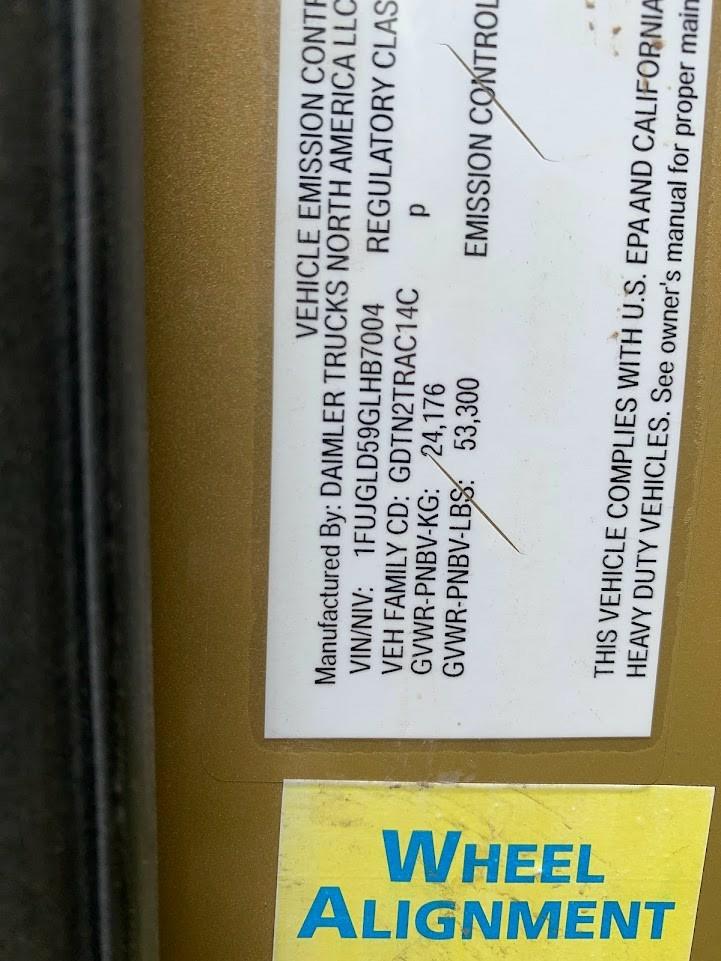 VEHICLE EMISSION CONTR
Manufactured By: DAIMLER TRUCKS NORTH AMERICA LLC
VIN/NIV: 1FUJGLD59GLHB7004 REGULATORY CLAS
VEH FAMILY CD: GDTN2TRAC14C p
GVWR-PNBV-KG: 24,176
GVWR-PNBV-LBS: 53,300 EMISSION CONTROL
THIS VEHICLE COMPLIES WITH U.S. EPA AND CALIFORNIA
HEAVY DUTY VEHICLES. See owner's manual for proper main
WHEEL
ALIGNMENT